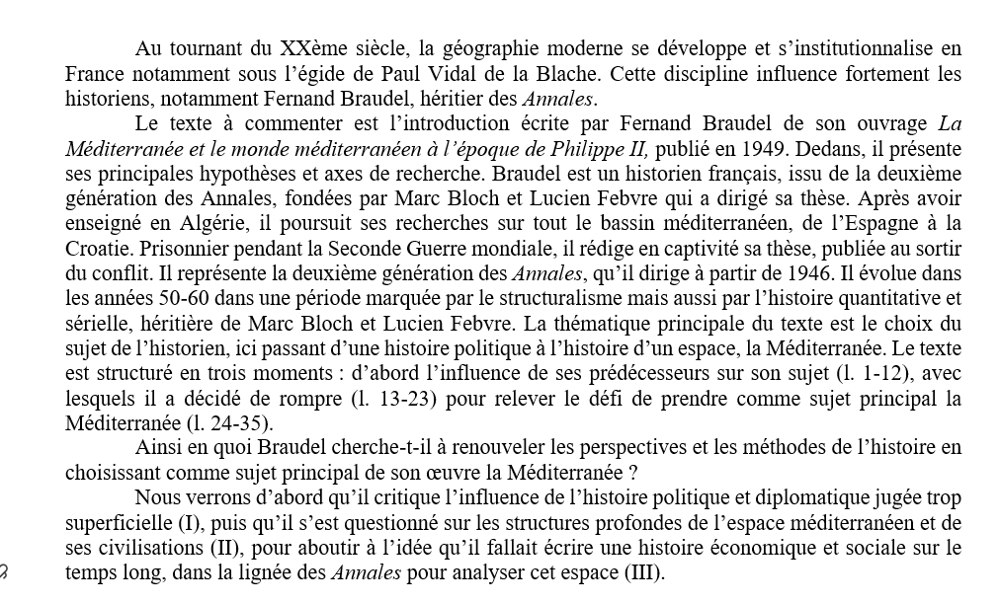 Au tournant du XXème siècle, la géographie moderne se développe et s’institutionnalise en
France notamment sous l’égide de Paul Vidal de la Blache. Cette discipline influence fortement les
historiens, notamment Fernand Braudel, héritier des Annales.
Le texte à commenter est l’introduction écrite par Fernand Braudel de son ouvrage La
Méditerranée et le monde méditerranéen à l’époque de Philippe II, publié en 1949. Dedans, il présente
ses principales hypothèses et axes de recherche. Braudel est un historien français, issu de la deuxième
génération des Annales, fondées par Marc Bloch et Lucien Febvre qui a dirigé sa thèse. Après avoir
enseigné en Algérie, il poursuit ses recherches sur tout le bassin méditerranéen, de l’Espagne à la
Croatie. Prisonnier pendant la Seconde Guerre mondiale, il rédige en captivité sa thèse, publiée au sortir
du conflit. Il représente la deuxième génération des Annales, qu’il dirige à partir de 1946. Il évolue dans
les années 50-60 dans une période marquée par le structuralisme mais aussi par l’histoire quantitative et
sérielle, héritière de Marc Bloch et Lucien Febvre. La thématique principale du texte est le choix du
sujet de l’historien, ici passant d’une histoire politique à l’histoire d’un espace, la Méditerranée. Le texte
est structuré en trois moments : d’abord l’influence de ses prédécesseurs sur son sujet (l. 1-12), avec
lesquels il a décidé de rompre (l. 13-23) pour relever le défi de prendre comme sujet principal la
Méditerranée (l. 24-35).
Ainsi en quoi Braudel cherche-t-il à renouveler les perspectives et les méthodes de l’histoire en
choisissant comme sujet principal de son œuvre la Méditerranée ?
Nous verrons d’abord qu’il critique l’influence de l’histoire politique et diplomatique jugée trop
superficielle (I), puis qu’il s’est questionné sur les structures profondes de l’espace méditerranéen et de
ses civilisations (II), pour aboutir à l’idée qu’il fallait écrire une histoire économique et sociale sur le
temps long, dans la lignée des Annales pour analyser cet espace (III).